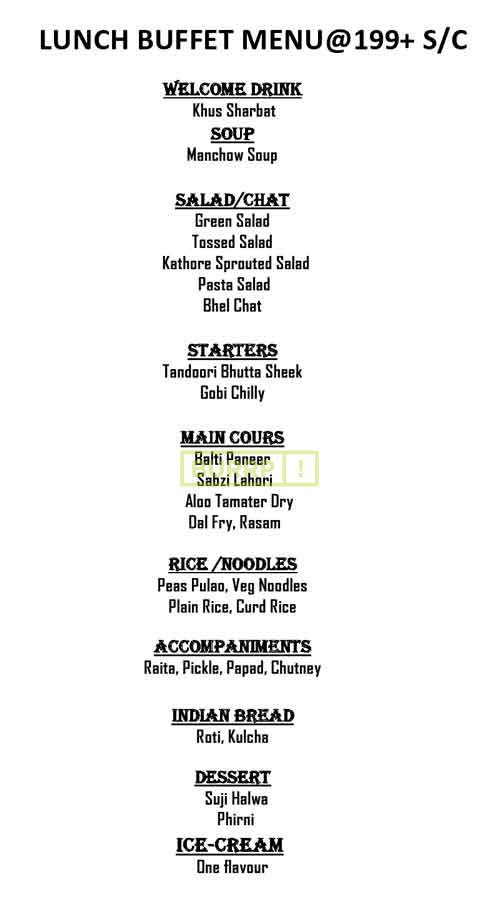 LUNCH BUFFET MENU@199+ S/C
WELCOME DRINK
Khus Sharbat
SOUP
Manchow Soup
SALAD/CHAT
Green Salad
Tossed Salad
Kathore Sprouted Salad
Pasta Salad
Bhel Chat
STARTERS
Tandoori Bhutta Sheek
Gobi Chilly
MAIN COURS
Balti Paneer
BURRP!
Sabzi Lahori
Aloo Tamater Dry
Dal Fry, Rasam
RICE /NOODLES
Peas Pulao, Veg Noodles
Plain Rice, Curd Rice
ACCOMPANIMENTS
Raita, Pickle, Papad, Chutney
INDIAN BREAD
Roti, Kulcha
DESSERT
Suji Halwa
Phirni
ICE-CREAM
One flavour